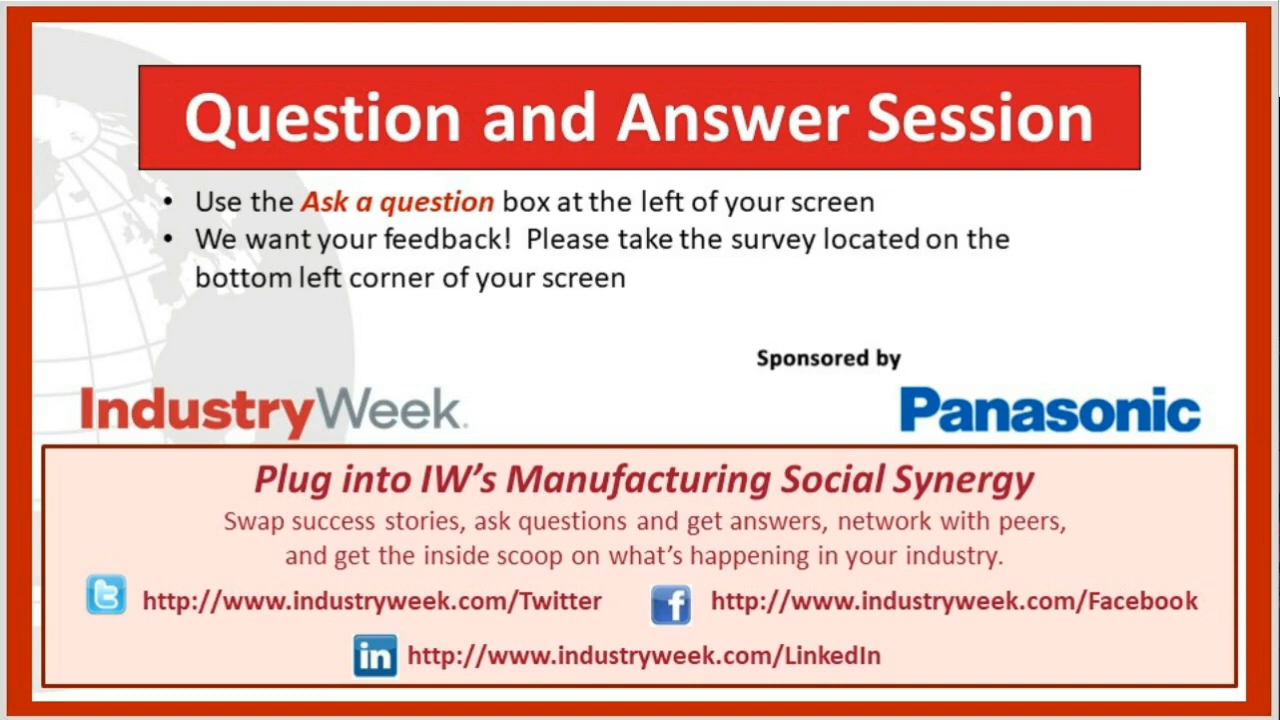 Question and Answer Session
• Use the Ask a question box at the left of your screen
• We want your feedback! Please take the survey located on the
bottom left corner of your screen
Sponsored by
IndustryWeek.
Panasonic
Plug into IW's Manufacturing Social Synergy
Swap success stories, ask questions and get answers, network with peers,
and get the inside scoop on what's happening in your industry.
http://www.industryweek.com/Twitter
http://www.industryweek.com/Facebook
http://www.industryweek.com/LinkedIn